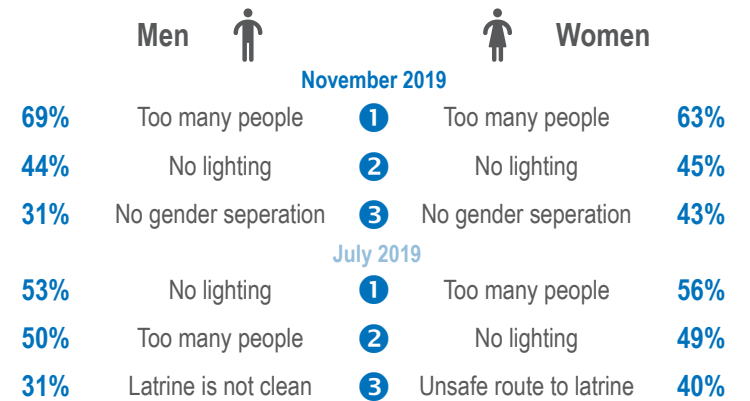 Men Women
November 2019
69% Too many people 1 Too many people 63%
44% No lighting 2 No lighting 45%
31% No gender seperation 3 No gender seperation 43%
July 2019
53% No lighting 1 Too many people 56%
50% Too many people 2 No lighting 49%
31% Latrine is not clean 3 Unsafe route to latrine 40%